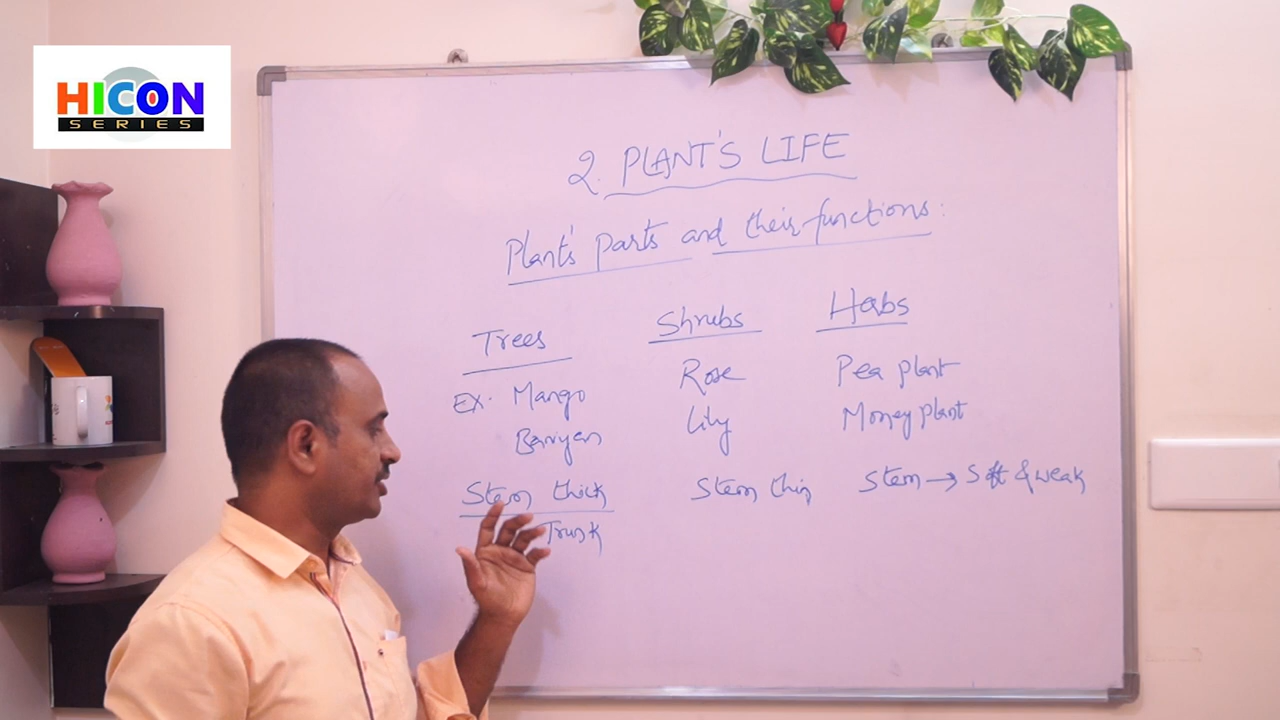 HICON
SERIES
2. PLANT'S LIFE
Plant's parts and their functions:
Trees Shrubs Herbs
Ex. Mango Rose Pea plant
Banyan Lily Money plant
Stem thick Stem thin Stem → Soft & weak
Trunk